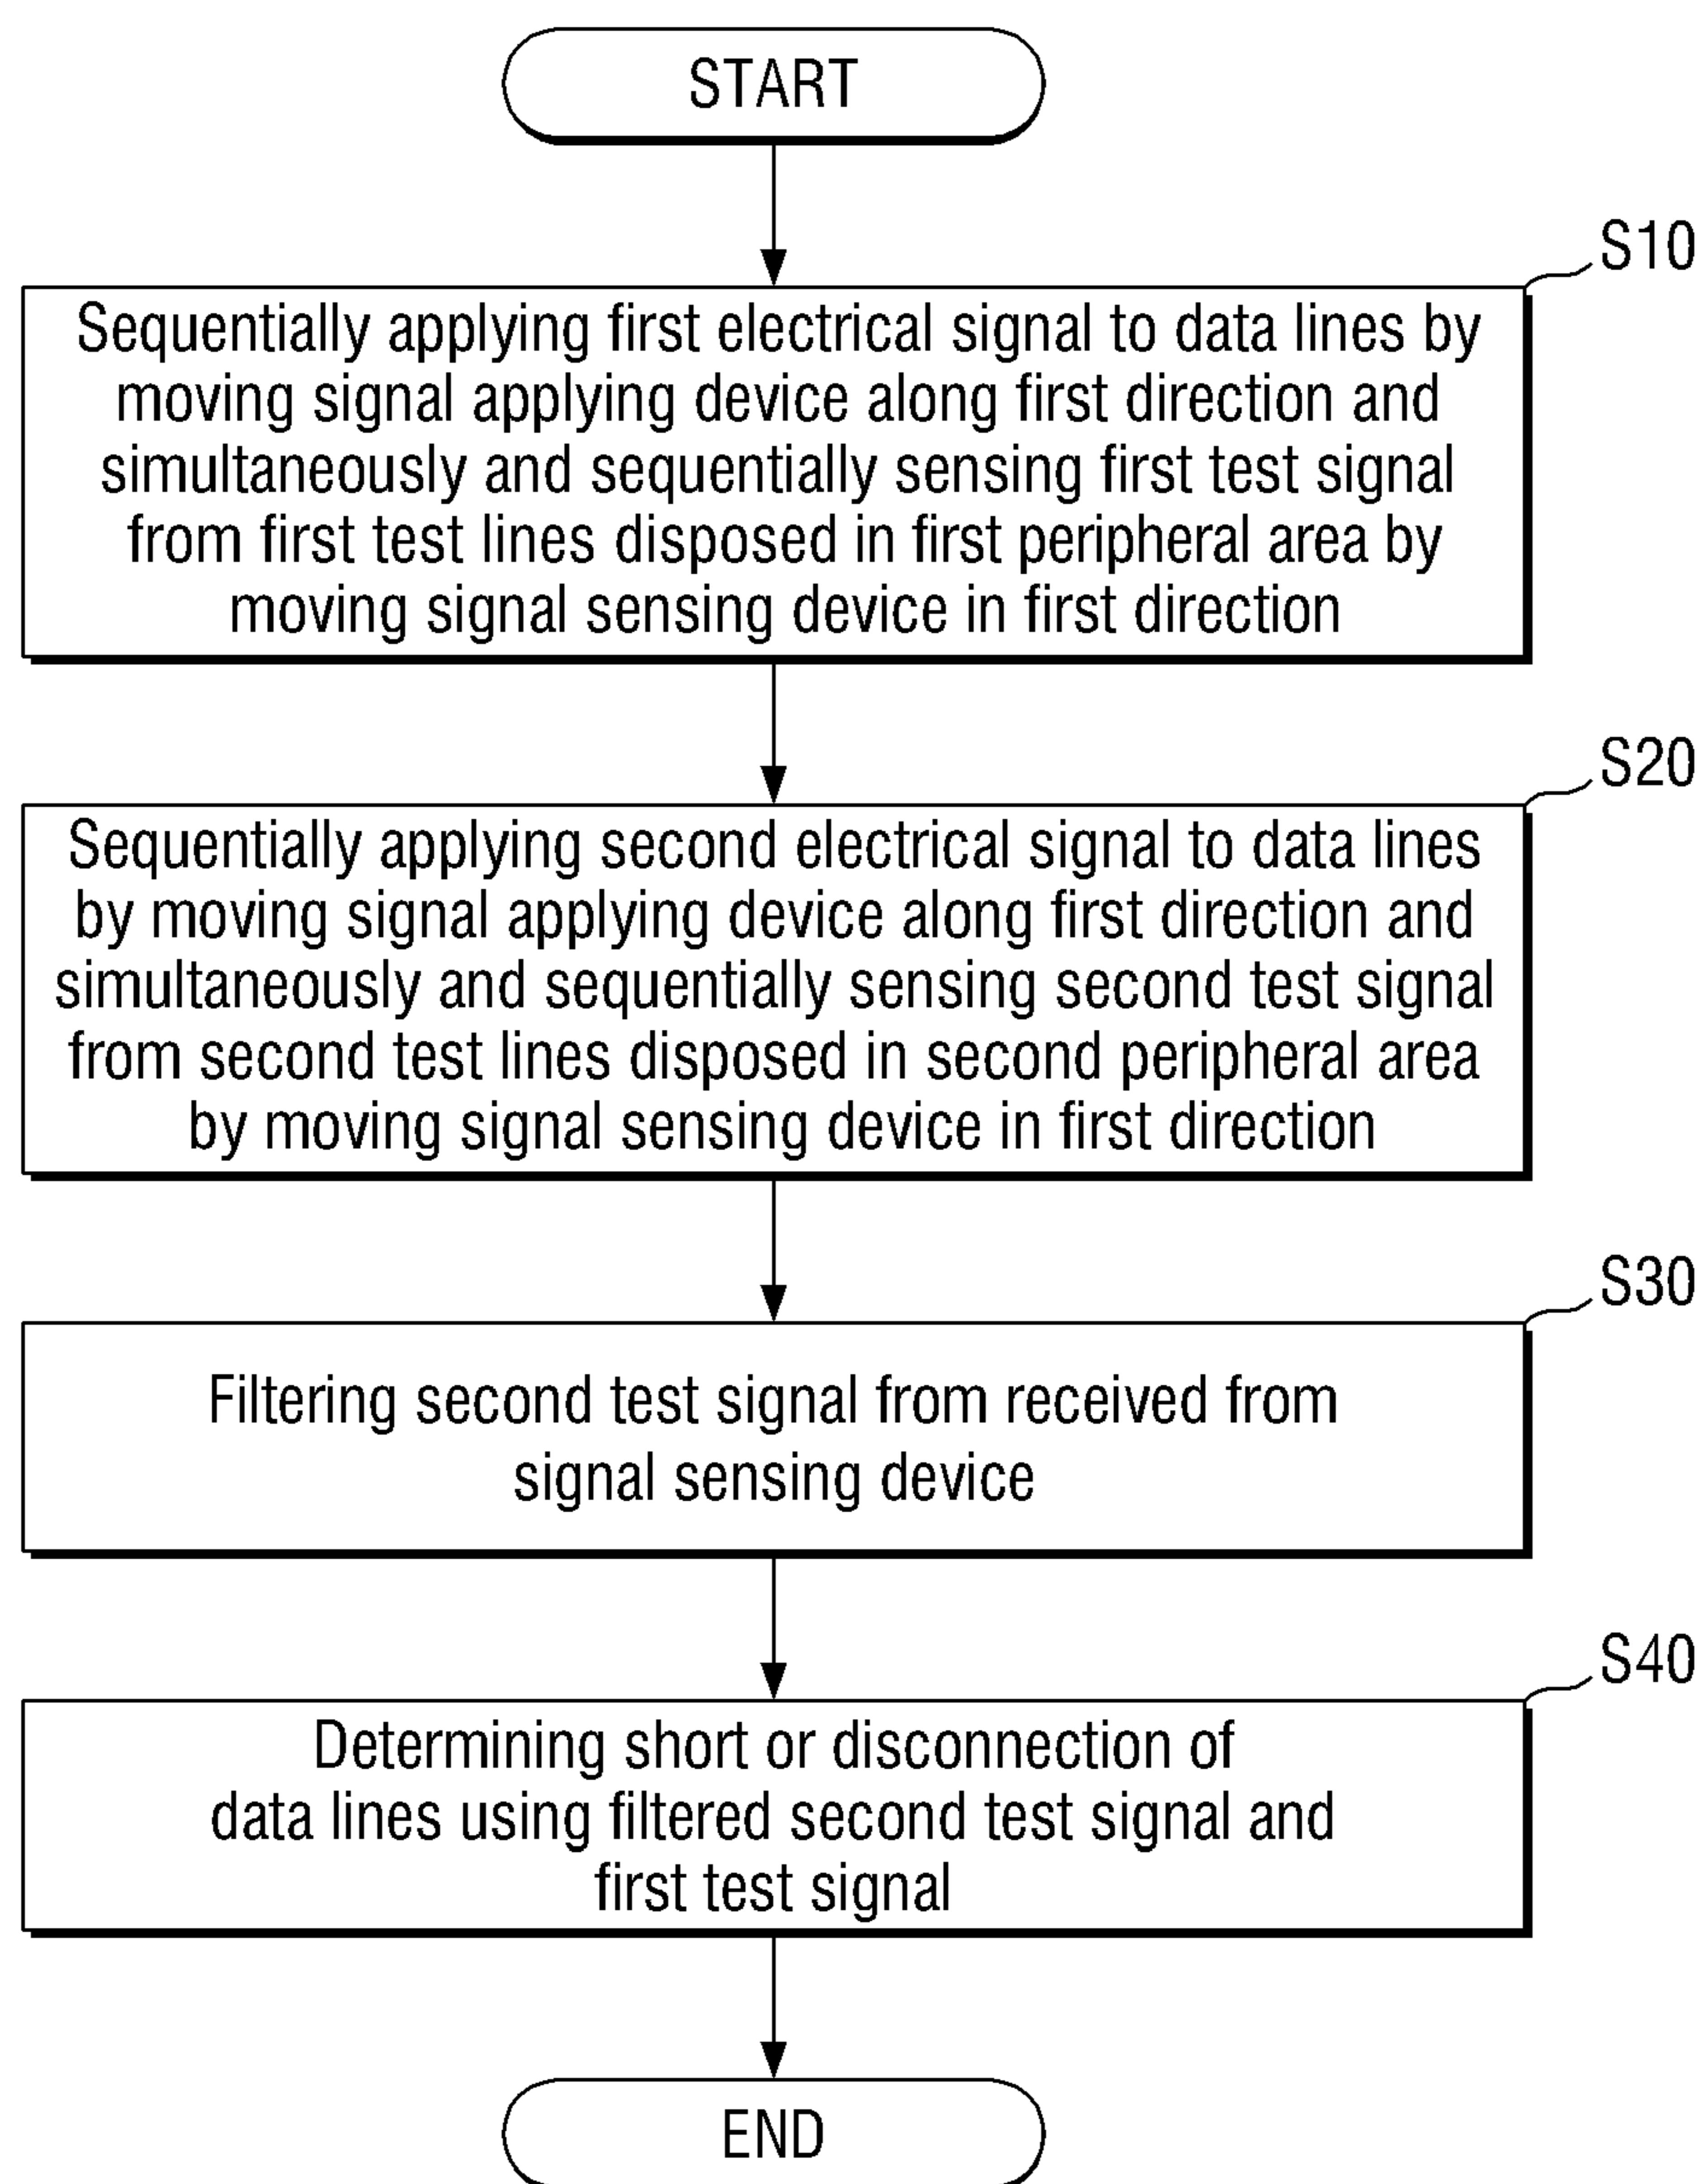 START
S10
Sequentially applying first electrical signal to data lines by
moving signal applying device along first direction and
simultaneously and sequentially sensing first test signal
from first test lines disposed in first peripheral area by
moving signal sensing device in first direction
S20
Sequentially applying second electrical signal to data lines
by moving signal applying device along first direction and
simultaneously and sequentially sensing second test signal
from second test lines disposed in second peripheral area
by moving signal sensing device in first direction
S30
Filtering second test signal from received from
signal sensing device
S40
Determining short or disconnection of
data lines using filtered second test signal and
first test signal
END